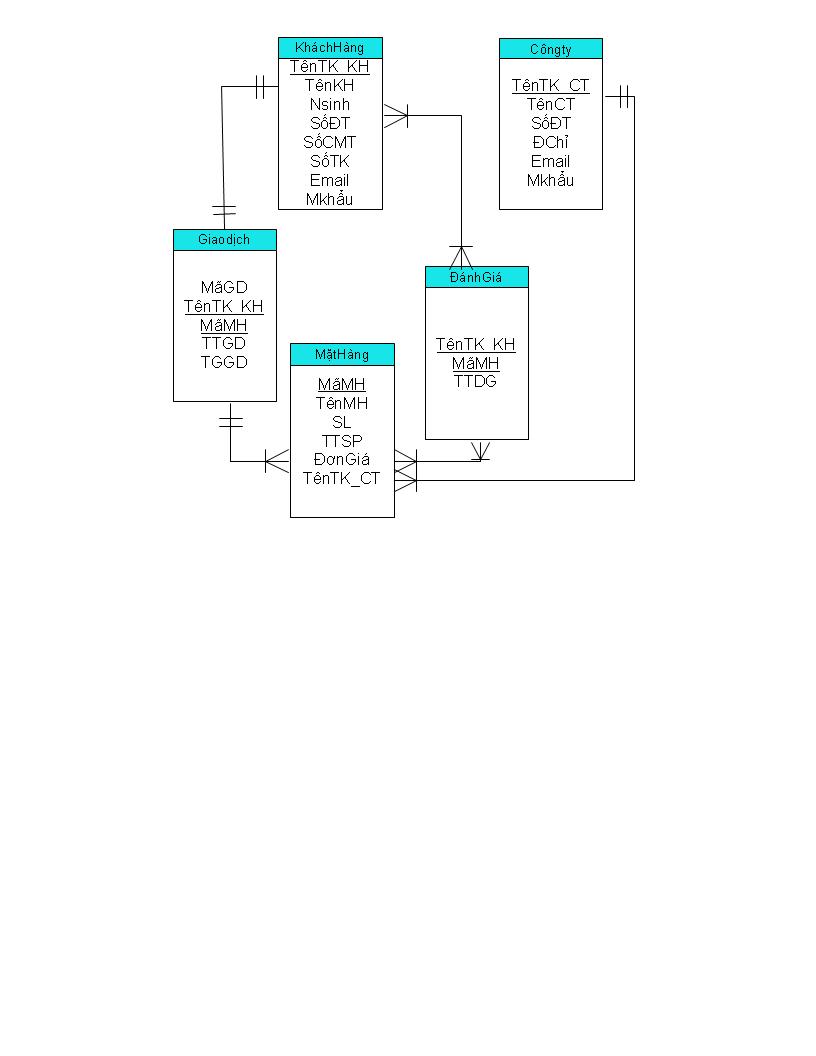 KháchHàng
TênTK_KH
TênKH
Nsinh
SốĐT
SốCMT
SốTK
Email
Mkhẩu
Côngty
TênTK_CT
TênCT
SốĐT
ĐChỉ
Email
Mkhẩu
Giaodịch
MãGD
TênTK_KH
MãMH
TTGD
TGGD
MặtHàng
MãMH
TênMH
SL
TTSP
ĐơnGiá
TênTK_CT
ĐánhGiá
TênTK_KH
MãMH
TTDG